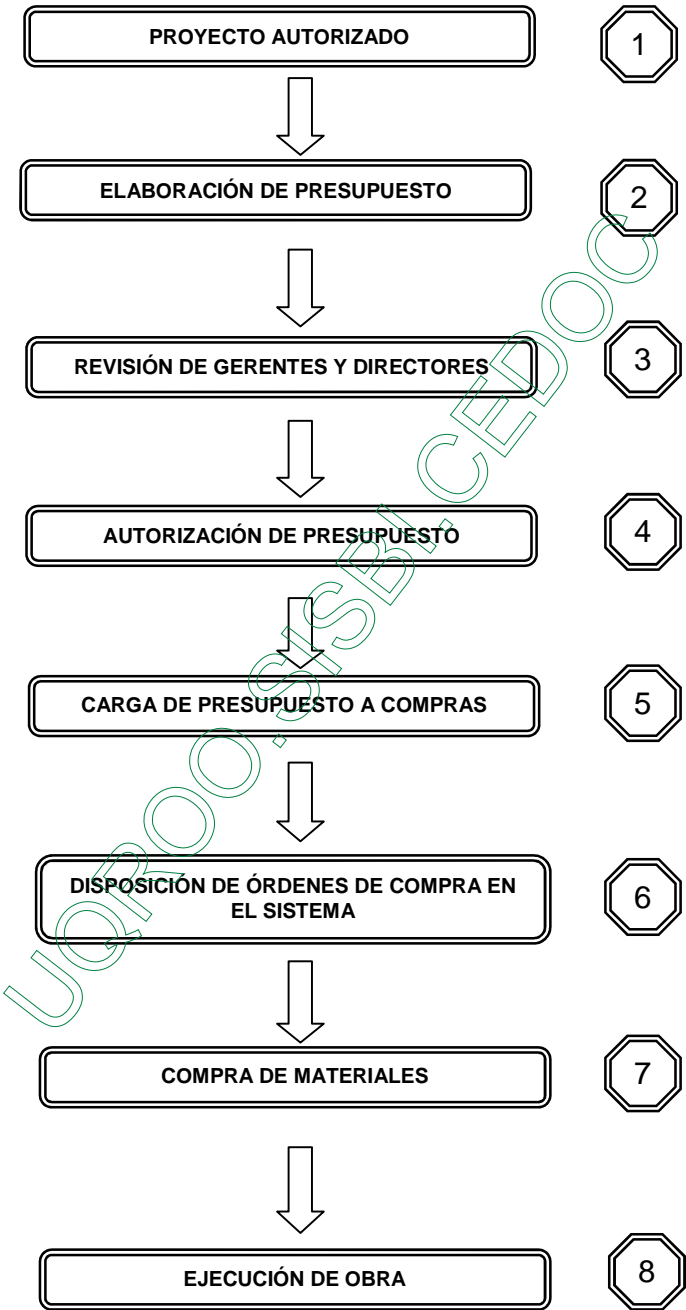 PROYECTO AUTORIZADO
1
ELABORACIÓN DE PRESUPUESTO
2
REVISIÓN DE GERENTES Y DIRECTORES
3
AUTORIZACIÓN DE PRESUPUESTO
4
CARGA DE PRESUPUESTO A COMPRAS
5
DISPOSICIÓN DE ÓRDENES DE COMPRA EN
EL SISTEMA
6
COMPRA DE MATERIALES
7
EJECUCIÓN DE OBRA
8
UQROO.SISBI.CEDOC